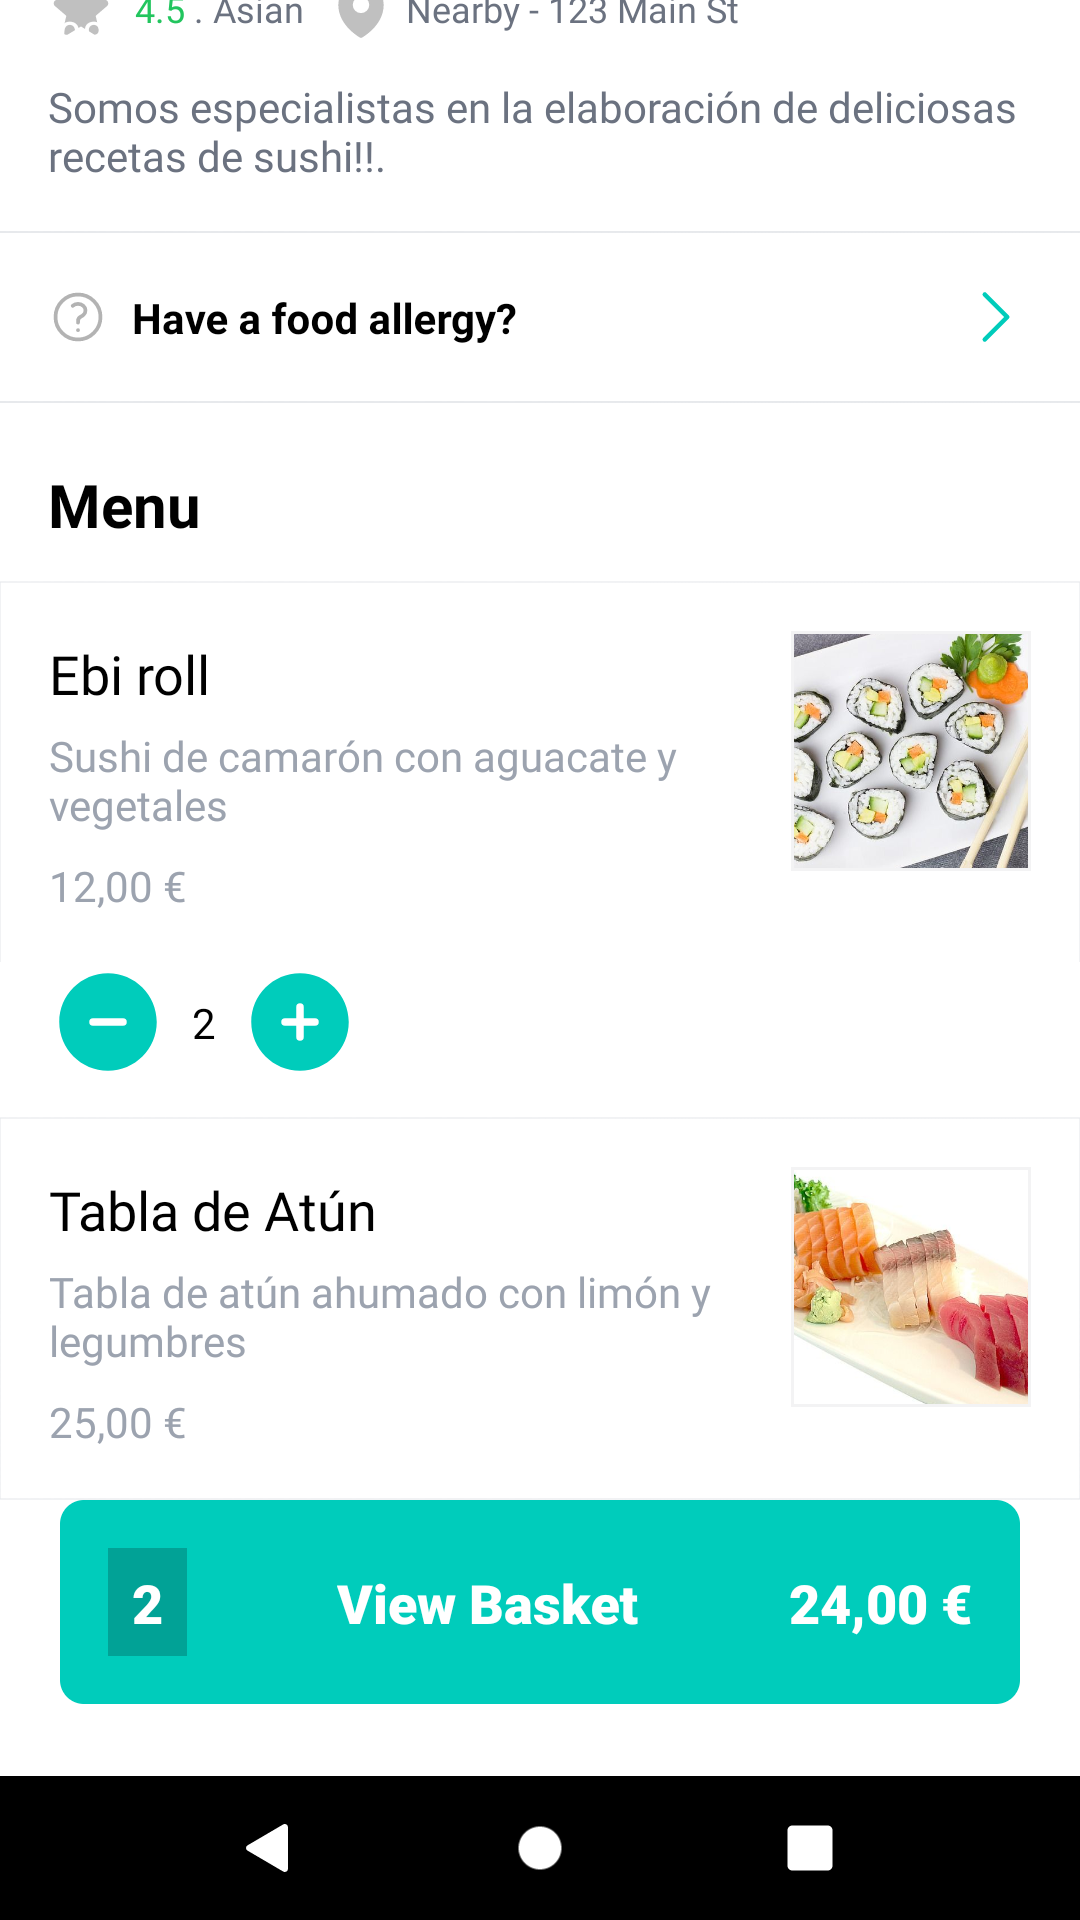 4.5 . Asian Nearby - 123 Main St
Somos especialistas en la elaboración de deliciosas
recetas de sushi!!.
Have a food allergy?
Menu
Ebi roll
Sushi de camarón con aguacate y
vegetales
12,00 €
2
Tabla de Atún
Tabla de atún ahumado con limón y
legumbres
25,00 €
2 View Basket 24,00 €